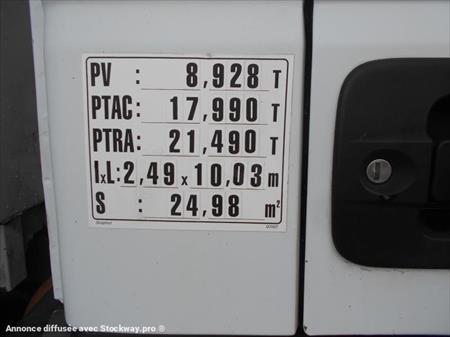 PV : 8,928 T
PTAC : 17,990 T
PTRA : 21,490 T
lxL: 2,49 x 10,03 m
S : 24,98 m²
Annonce diffusée avec Stockway.pro ®